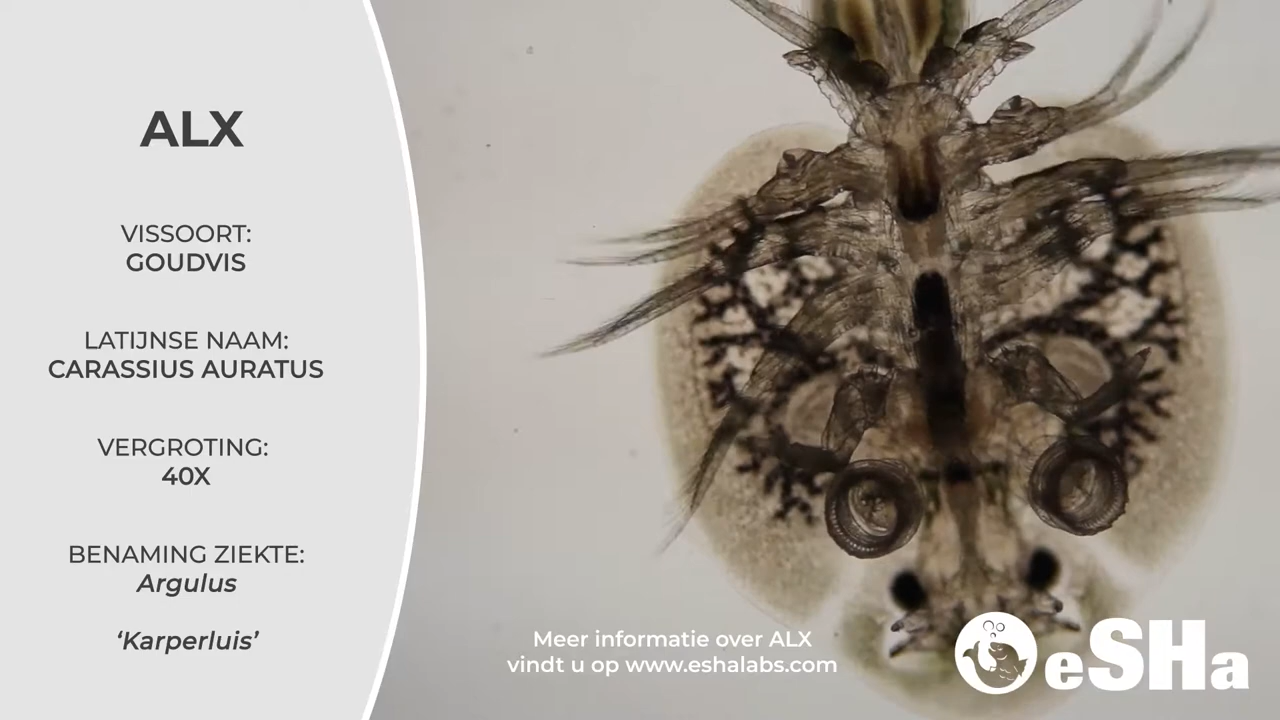 ALX
VISSOORT:
GOUDVIS
LATIJNSE NAAM:
CARASSIUS AURATUS
VERGROTING:
40X
BENAMING ZIEKTE:
Argulus
‘Karperluis’
Meer informatie over ALX
vindt u op www.eshalabs.com
eSHa